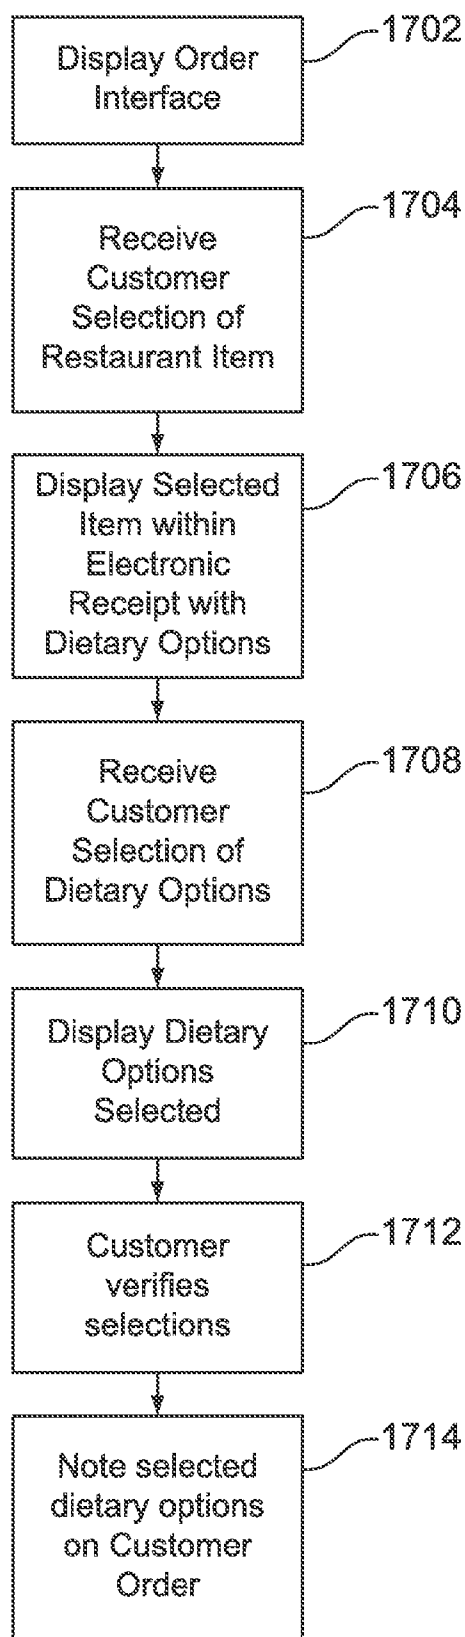 Display Order
Interface
1702
Receive
Customer
Selection of
Restaurant Item
1704
Display Selected
Item within
Electronic
Receipt with
Dietary Options
1706
Receive
Customer
Selection of
Dietary Options
1708
Display Dietary
Options
Selected
1710
Customer
verifies
selections
1712
Note selected
dietary options
on Customer
Order
1714